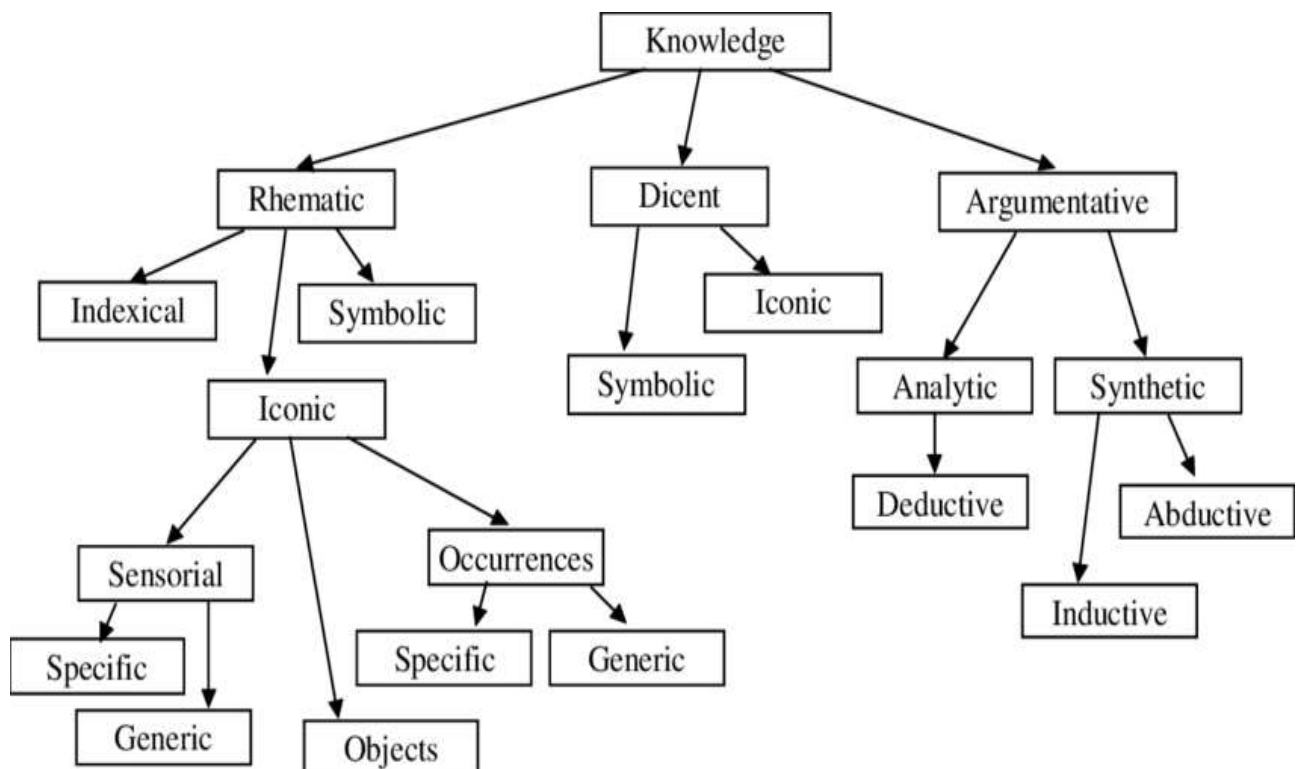 Knowledge
Rhematic
Dicent
Argumentative
Indexical
Symbolic
Iconic
Symbolic
Analytic
Synthetic
Iconic
Deductive
Abductive
Sensorial
Occurrences
Inductive
Specific
Specific
Generic
Generic
Objects